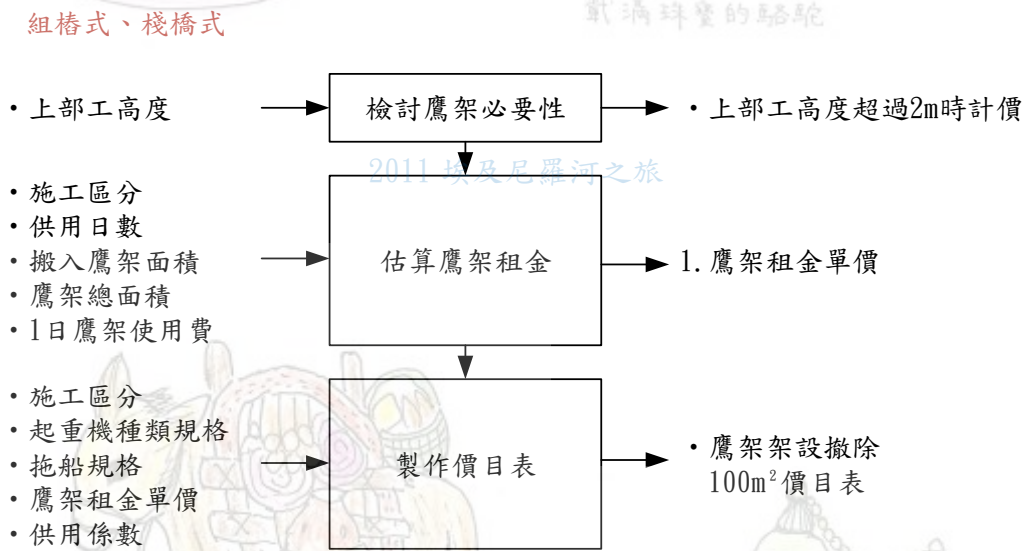 戴滿珠寶的駱駝
組樁式、棧橋式
・上部工高度
檢討鷹架必要性
・上部工高度超過2m時計價
2011 埃及尼羅河之旅
・施工區分
・供用日數
・搬入鷹架面積
・鷹架總面積
・1日鷹架使用費
估算鷹架租金
1.鷹架租金單價
・施工區分
・起重機種類規格
・拖船規格
・鷹架租金單價
・供用係數
製作價目表
・鷹架架設撤除
100m²價目表